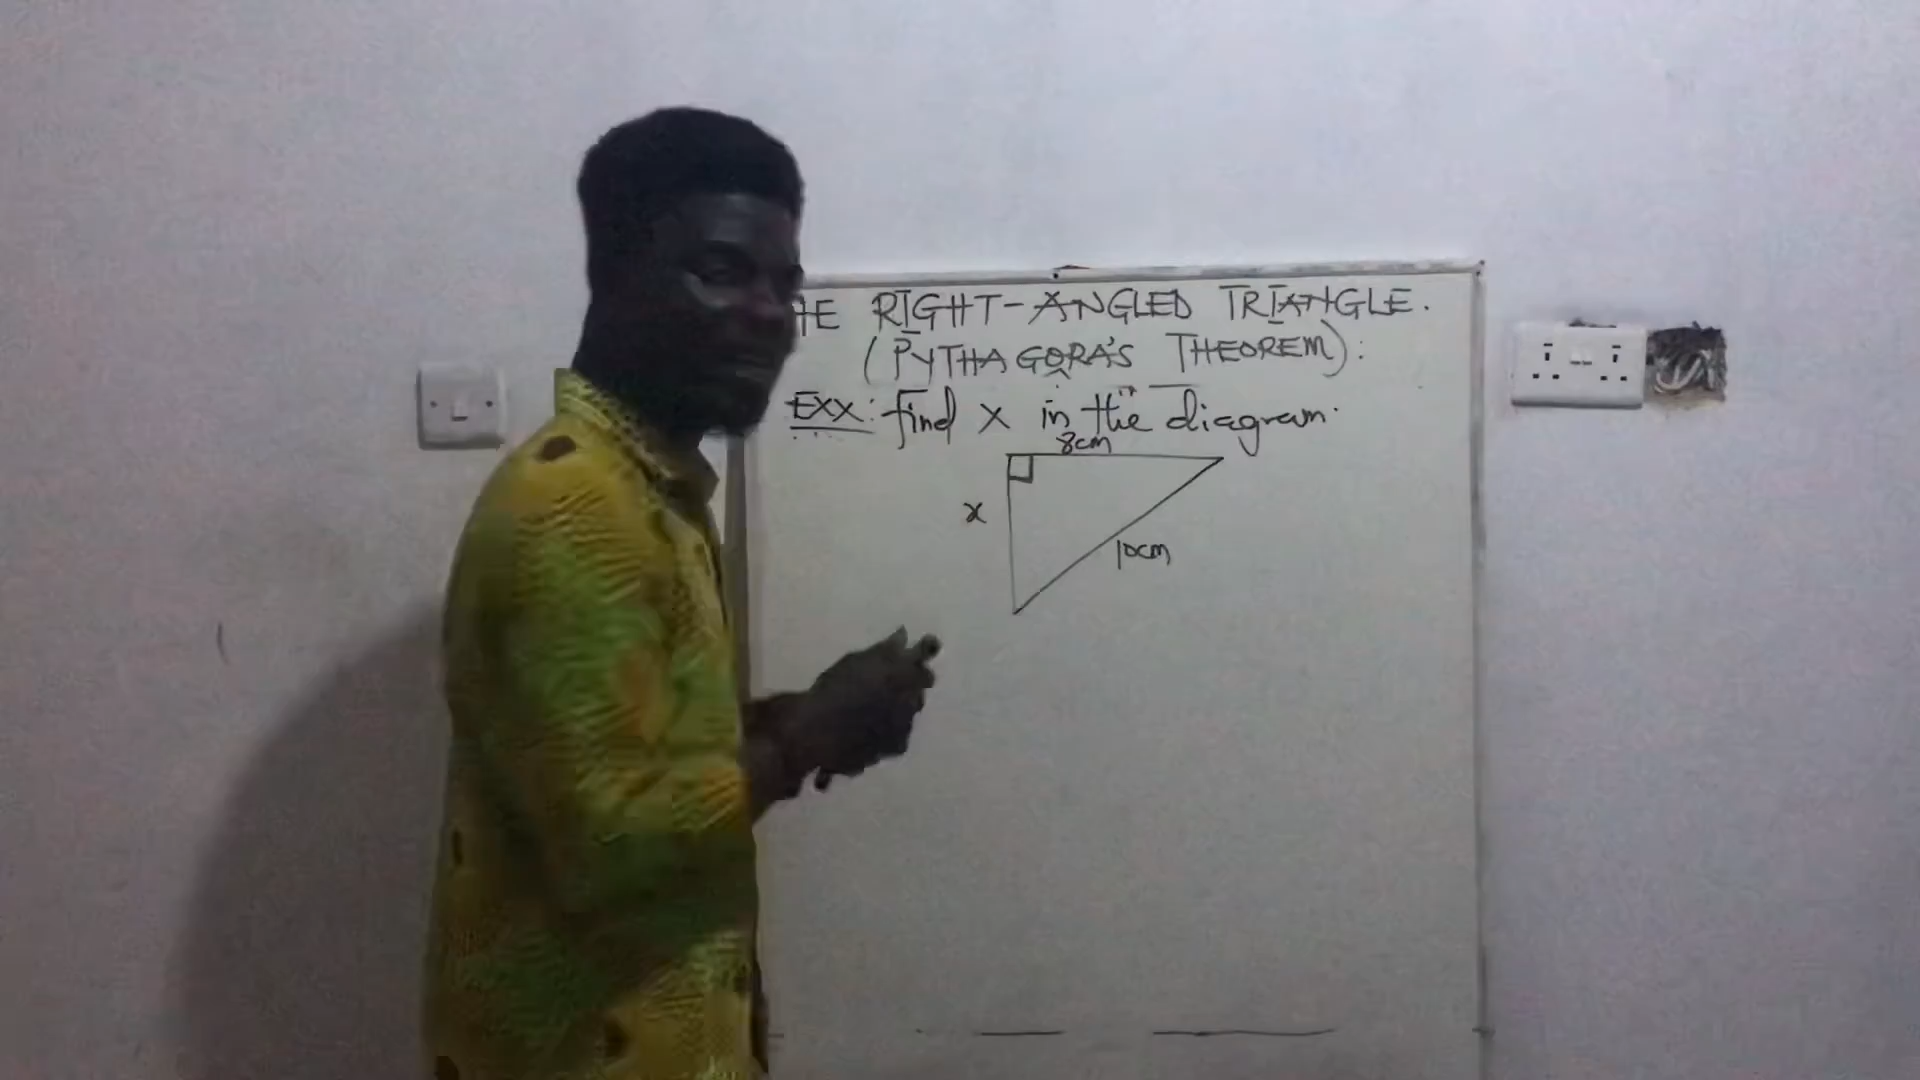 HE RIGHT-ANGLED TRIANGLE.
(PYTHAGORA'S THEOREM):
EXX: find x in the diagram.
8cm
x
10cm